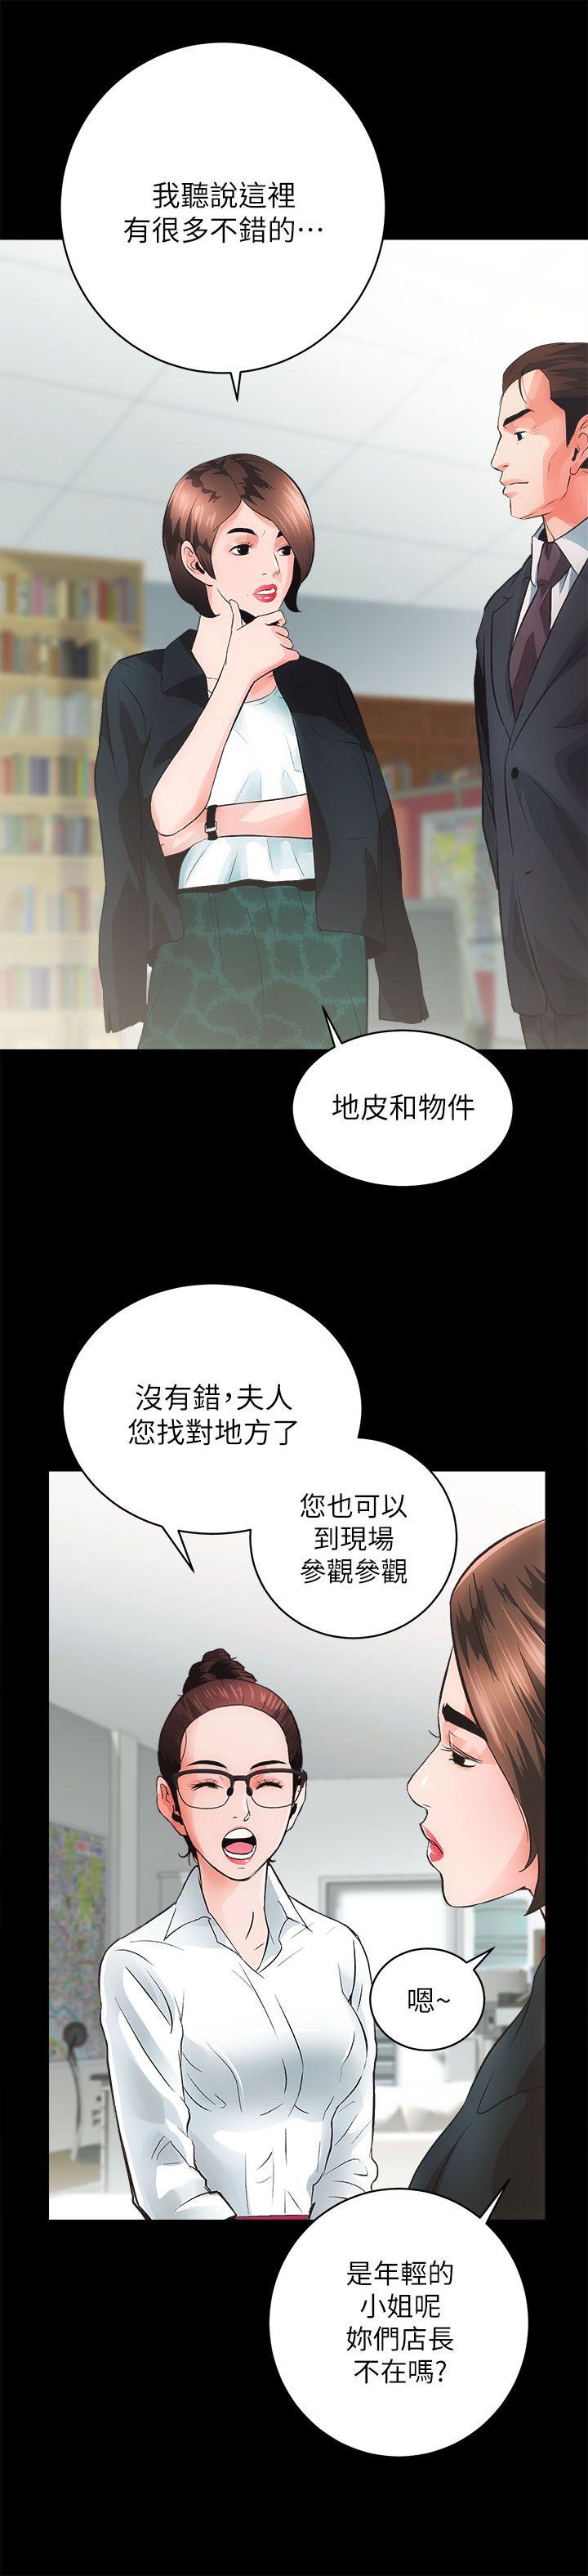 我聽說這裡
有很多不錯的…
地皮和物件
沒有錯，夫人
您找對地方了
您也可以
到現場
參觀參觀
嗯~
是年輕的
小姐呢
妳們店長
不在嗎?